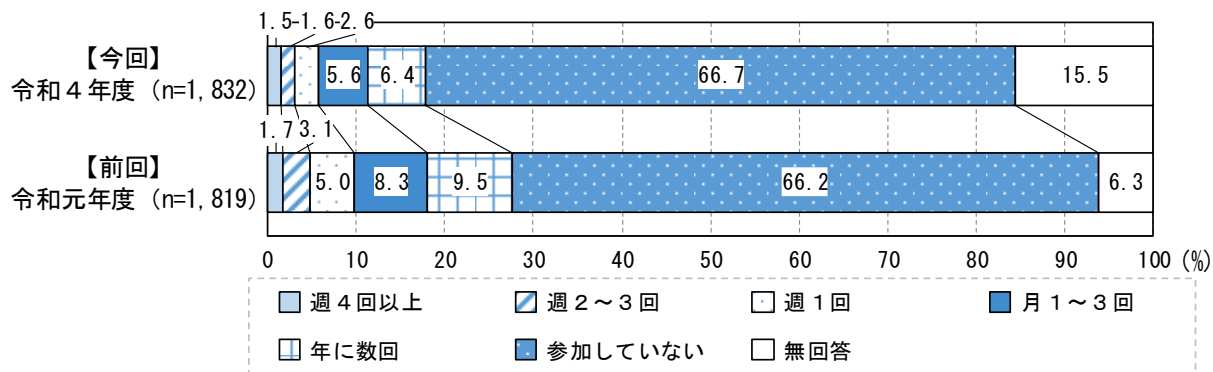 1.5-1.6-2.6
【今回】
令和４年度 (n=1,832)
5.6 6.4 66.7 15.5
1.7 3.1
【前回】
令和元年度 (n=1,819)
5.0 8.3 9.5 66.2 6.3
0 10 20 30 40 50 60 70 80 90 100 (%)
週４回以上 週２～３回 週１回 月１～３回
年に数回 参加していない 無回答